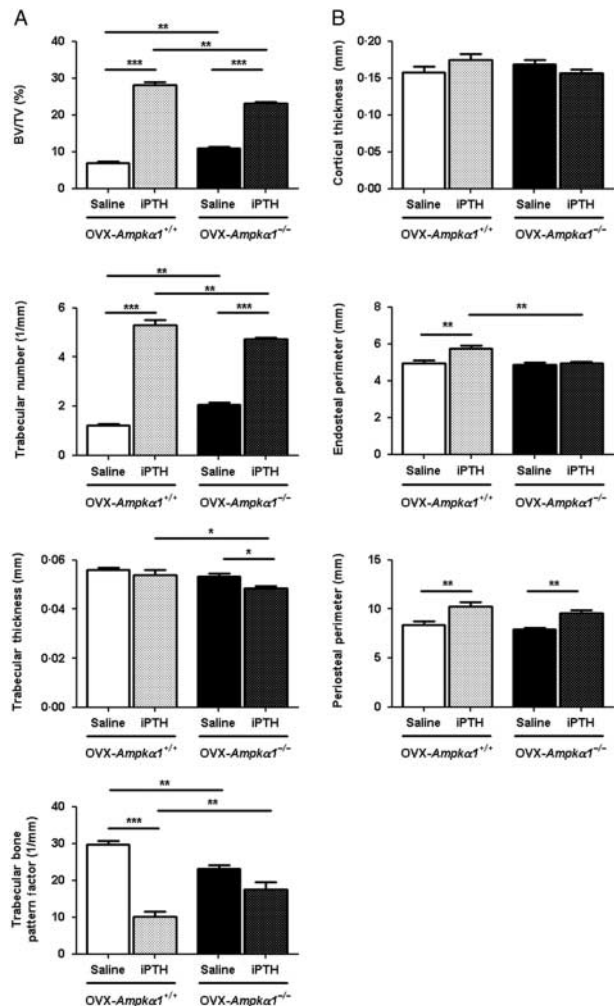 A
**
**
***
***
40
30
20
10
0
BV/TV (%)
Saline iPTH Saline iPTH
OVX-Ampkα1+/+ OVX-Ampkα1−/−
**
**
***
***
6
4
2
0
Trabecular number (1/mm)
Saline iPTH Saline iPTH
OVX-Ampkα1+/+ OVX-Ampkα1−/−
*
*
0·06
0·04
0·02
0·00
Trabecular thickness (mm)
Saline iPTH Saline iPTH
OVX-Ampkα1+/+ OVX-Ampkα1−/−
**
**
***
40
30
20
10
0
Trabecular bone
pattern factor (1/mm)
Saline iPTH Saline iPTH
OVX-Ampkα1+/+ OVX-Ampkα1−/−
B
0·20
0·15
0·10
0·05
0·00
Cortical thickness (mm)
Saline iPTH Saline iPTH
OVX-Ampkα1+/+ OVX-Ampkα1−/−
**
**
8
6
4
2
0
Endosteal perimeter (mm)
Saline iPTH Saline iPTH
OVX-Ampkα1+/+ OVX-Ampkα1−/−
**
**
15
10
5
0
Periosteal perimeter (mm)
Saline iPTH Saline iPTH
OVX-Ampkα1+/+ OVX-Ampkα1−/−